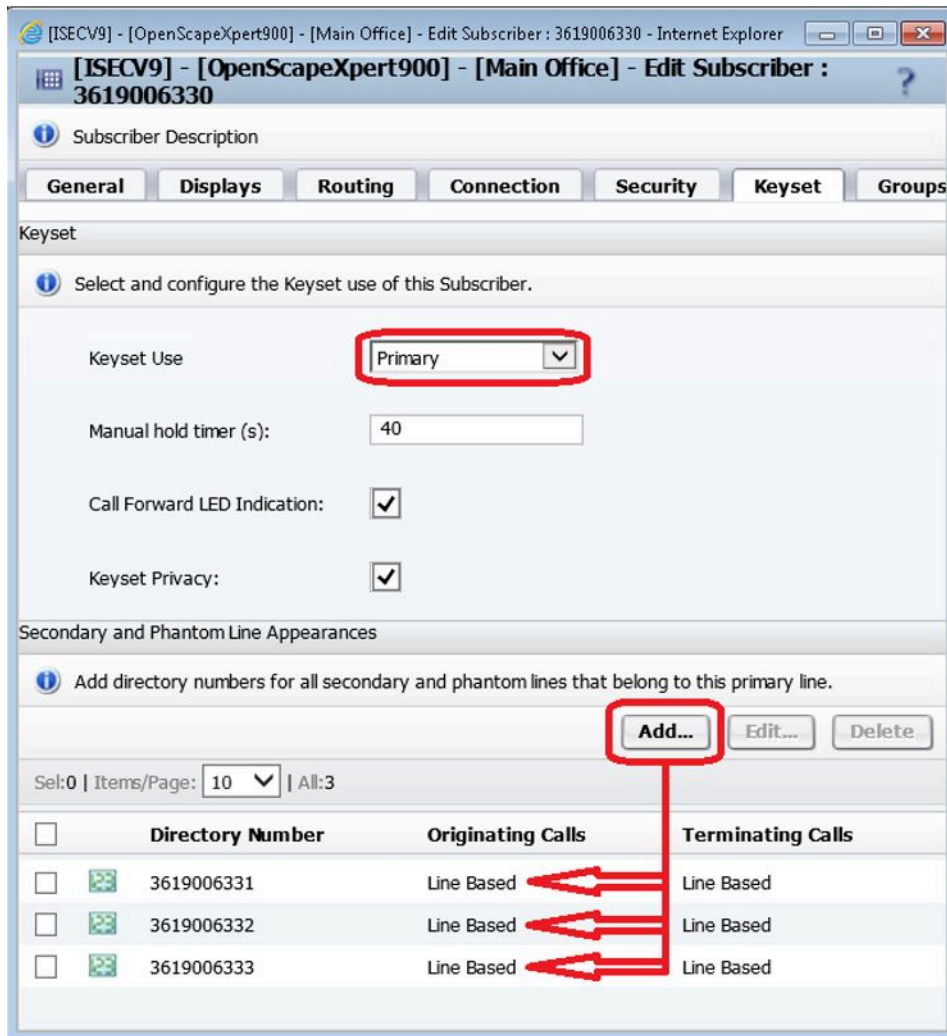 [ISECV9] - [OpenScapeXpert900] - [Main Office] - Edit Subscriber : 3619006330 - Internet Explorer
[ISECV9] - [OpenScapeXpert900] - [Main Office] - Edit Subscriber :
3619006330
?
Subscriber Description
General Displays Routing Connection Security Keyset Groups
Keyset
Select and configure the Keyset use of this Subscriber.
Keyset Use Primary
Manual hold timer (s): 40
Call Forward LED Indication:
Keyset Privacy:
Secondary and Phantom Line Appearances
Add directory numbers for all secondary and phantom lines that belong to this primary line.
Add... Edit... Delete
Sel:0 | Items/Page: 10 | All:3
Directory Number Originating Calls Terminating Calls
3619006331 Line Based Line Based
3619006332 Line Based Line Based
3619006333 Line Based Line Based